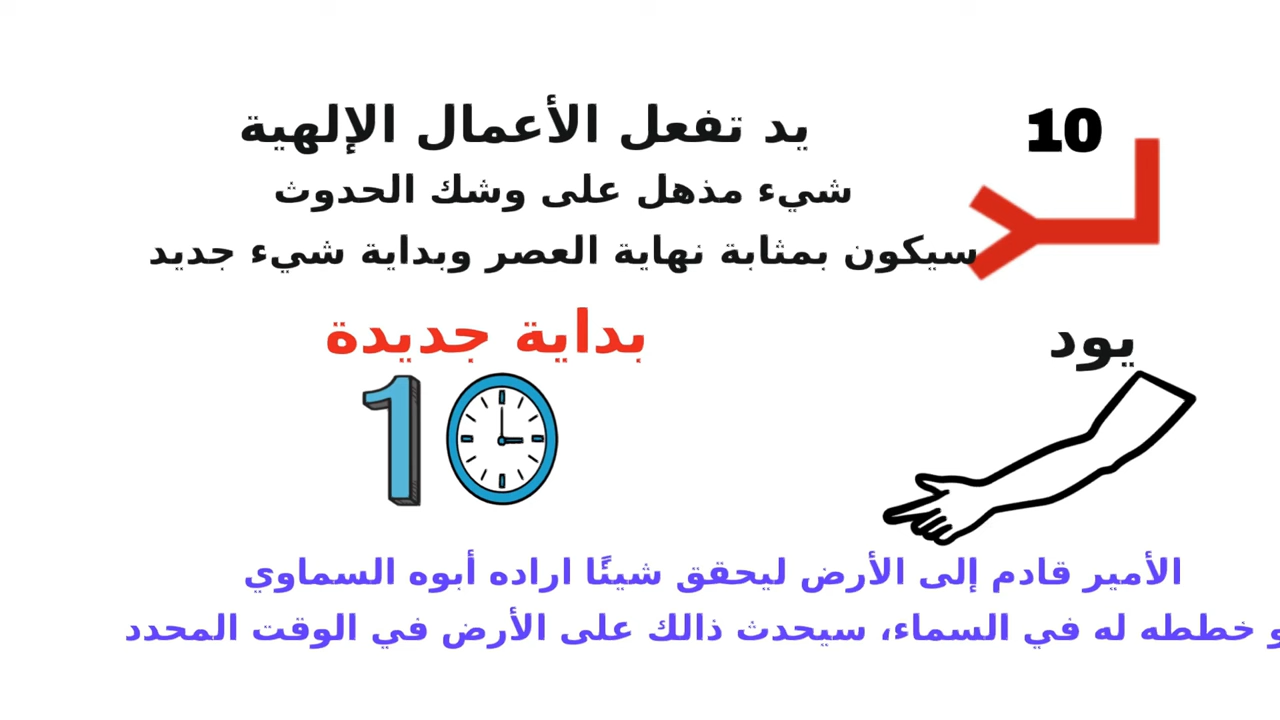 10
يد تفعل الأعمال الإلهية
شيء مذهل على وشك الحدوث
سيكون بمثابة نهاية العصر وبداية شيء جديد
بداية جديدة
يود
10
الأمير قادم إلى الأرض ليحقق شيئًا اراده أبوه السماوي
و خططه له في السماء، سيحدث ذالك على الأرض في الوقت المحدد